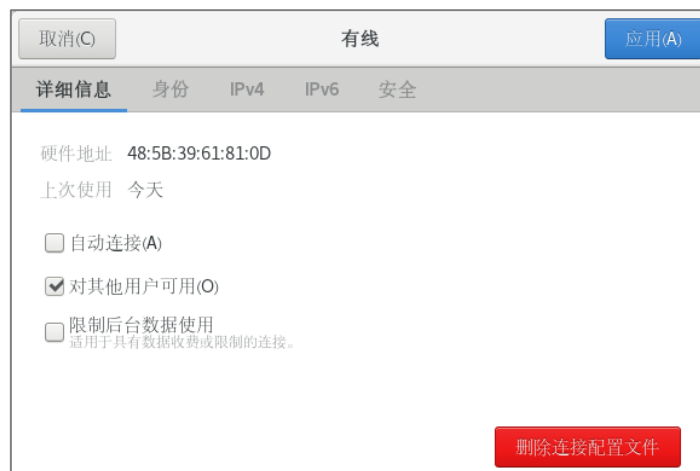 取消(C) 有线 应用(A)
详细信息 身份 IPv4 IPv6 安全
硬件地址 48:5B:39:61:81:0D
上次使用 今天
自动连接(A)
对其他用户可用(O)
限制后台数据使用
适用于具有数据收费或限制的连接。
删除连接配置文件